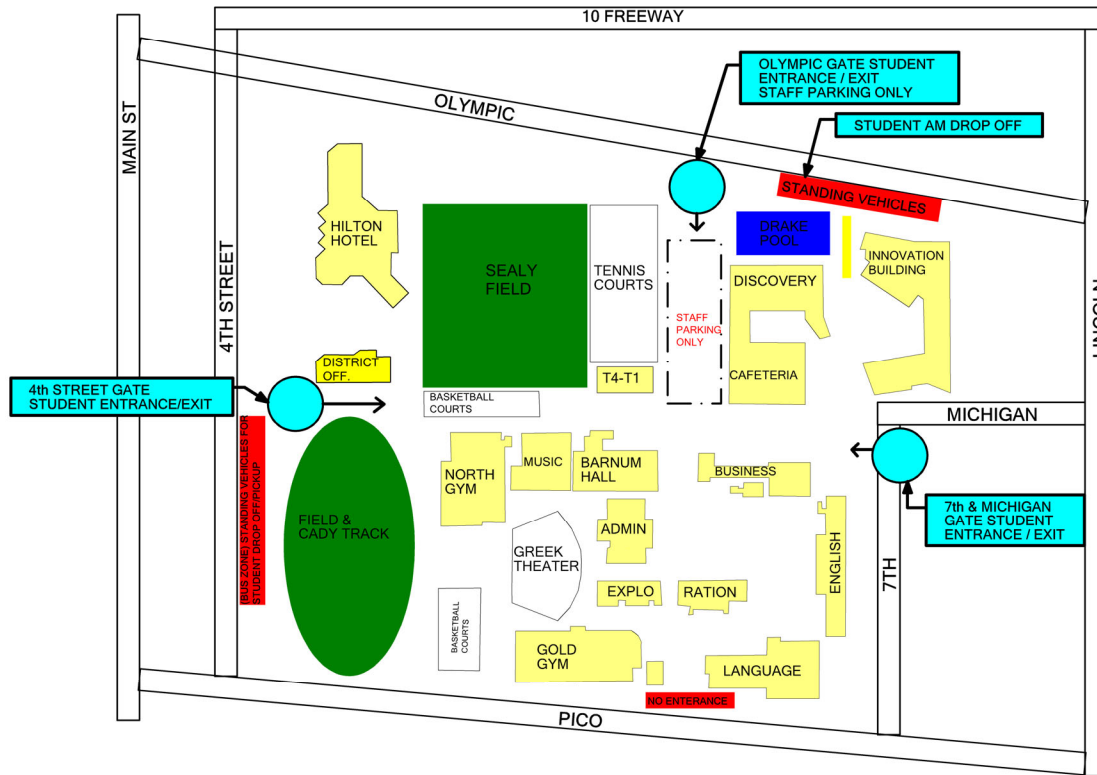 10 FREEWAY
MAIN ST
OLYMPIC
OLYMPIC GATE STUDENT
ENTRANCE / EXIT
STAFF PARKING ONLY
STUDENT AM DROP OFF
STANDING VEHICLES
4TH STREET
HILTON
HOTEL
SEALY
FIELD
TENNIS
COURTS
DRAKE
POOL
INNOVATION
BUILDING
DISCOVERY
LINCOLN
STAFF
PARKING
ONLY
DISTRICT
OFF.
T4-T1
CAFETERIA
4th STREET GATE
STUDENT ENTRANCE/EXIT
BASKETBALL
COURTS
MICHIGAN
(BUS ZONE) STANDING VEHICLES FOR
STUDENT DROP OFF/PICKUP
NORTH
GYM
MUSIC
BARNUM
HALL
BUSINESS
7th & MICHIGAN
GATE STUDENT
ENTRANCE / EXIT
FIELD &
CADY TRACK
ADMIN
GREEK
THEATER
ENGLISH
7TH
EXPLO
RATION
BASKETBALL
COURTS
GOLD
GYM
LANGUAGE
NO ENTERANCE
PICO